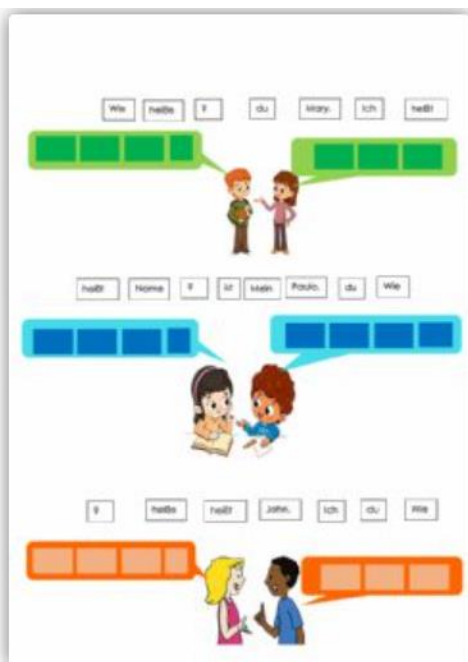 Wie heiße ? du Mary. Ich heißt
heißt Name ? ist Mein Paulo. du Wie
? heiße heißt John. Ich du Wie